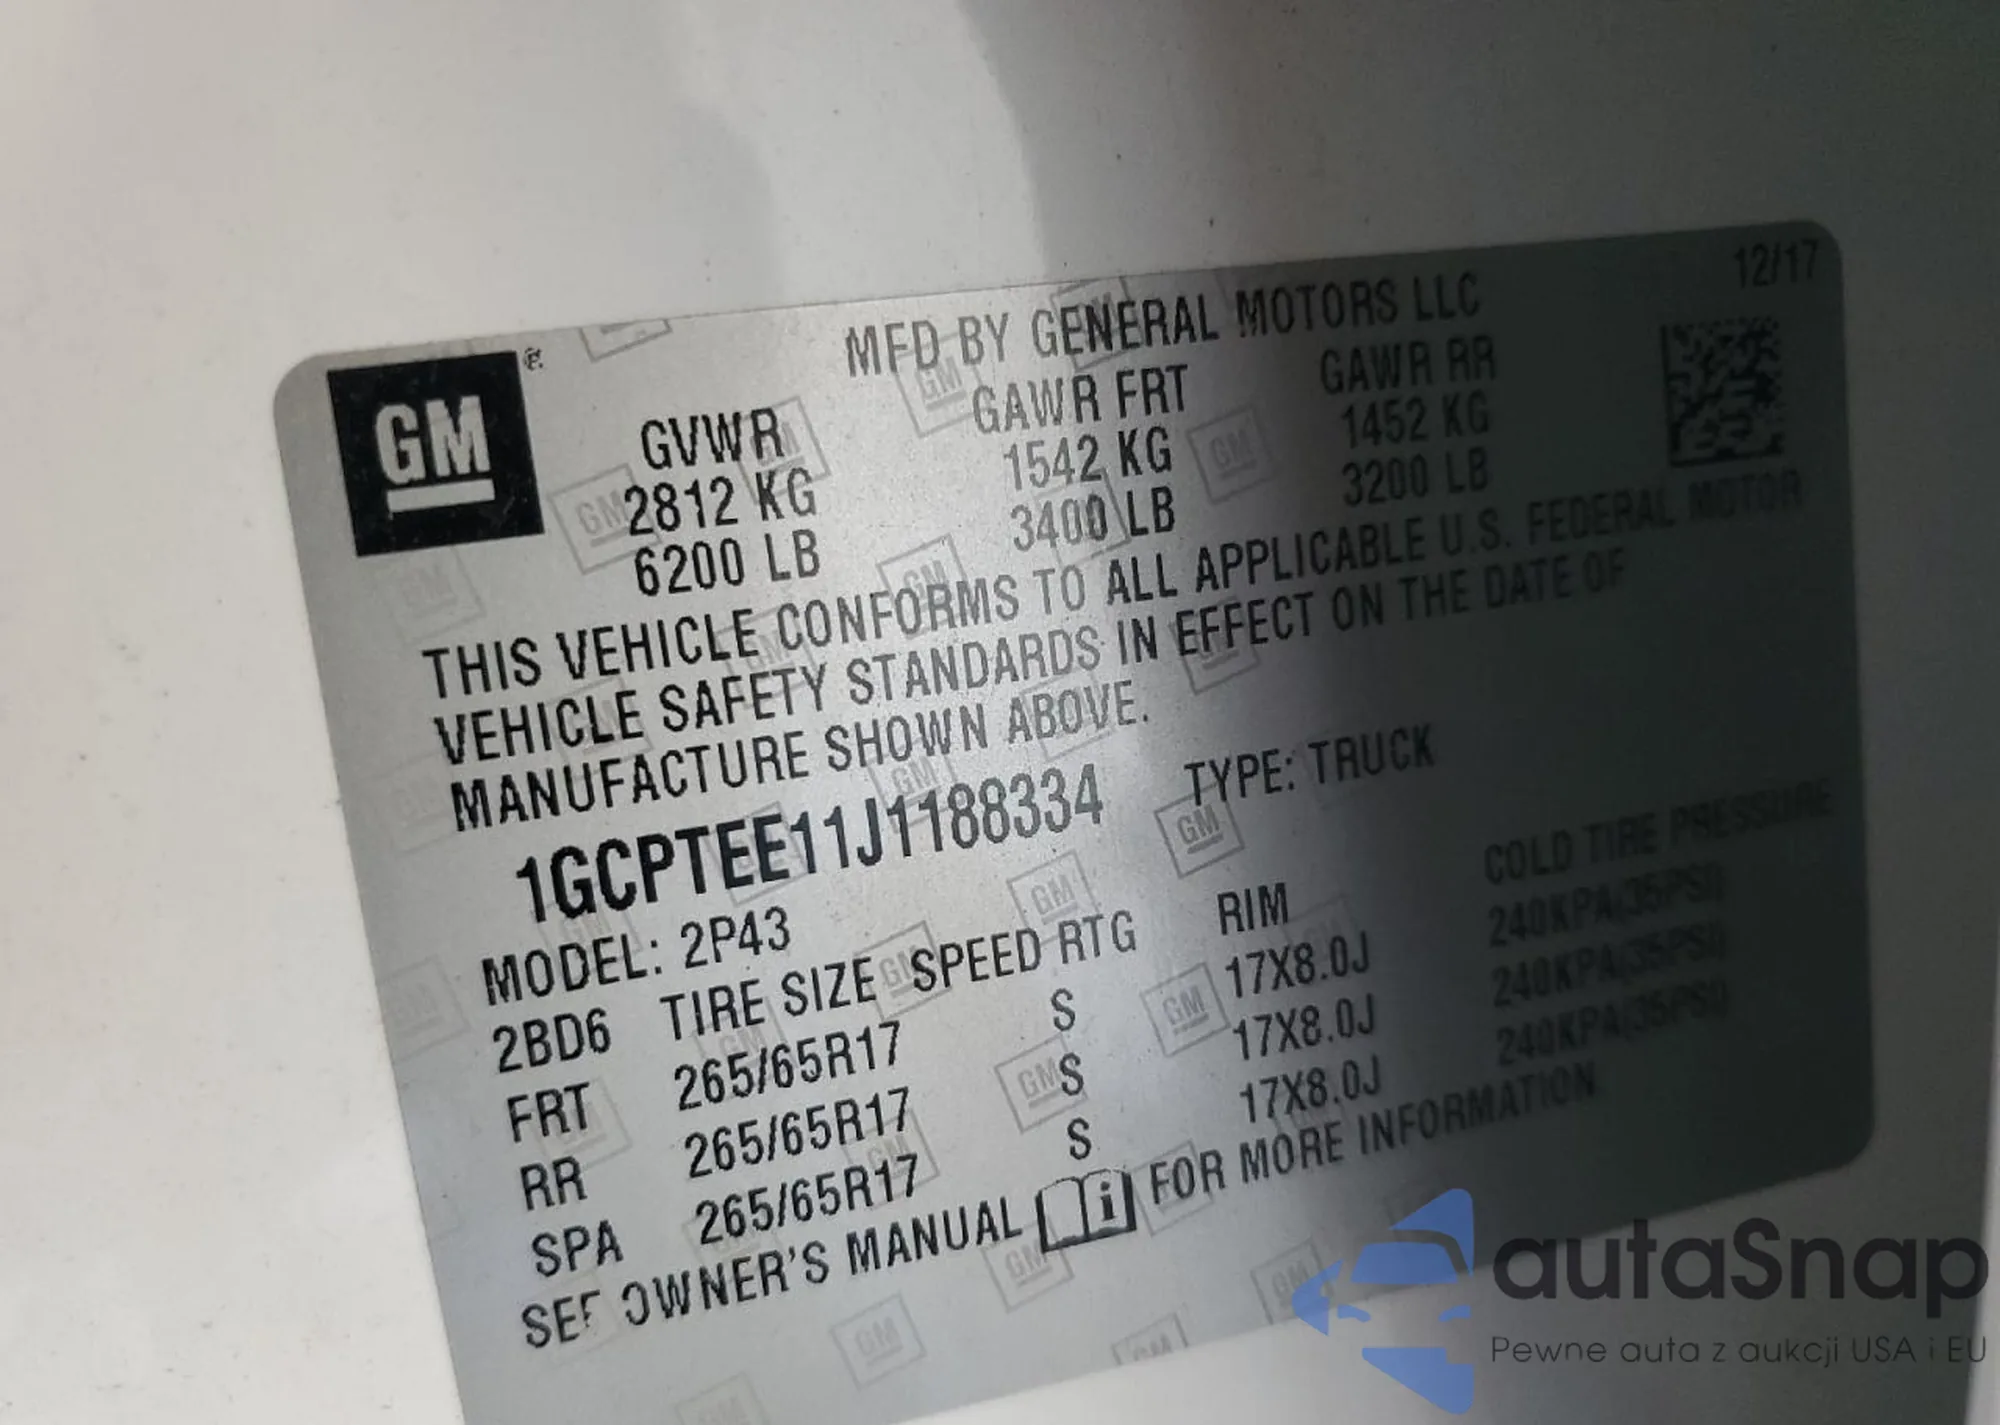 12/17
MFD BY GENERAL MOTORS LLC
GM
GVWR GAWR FRT GAWR RR
2812 KG 1542 KG 1452 KG
6200 LB 3400 LB 3200 LB
THIS VEHICLE CONFORMS TO ALL APPLICABLE U.S. FEDERAL MOTOR
VEHICLE SAFETY STANDARDS IN EFFECT ON THE DATE OF
MANUFACTURE SHOWN ABOVE.
1GCPTEE11J1188334 TYPE: TRUCK
MODEL: 2P43
2BD6 TIRE SIZE SPEED RTG RIM COLD TIRE PRESSURE
FRT 265/65R17 S 17X8.0J 240KPA(35PSI)
RR 265/65R17 S 17X8.0J 240KPA(35PSI)
SPA 265/65R17 S 17X8.0J 240KPA(35PSI)
SEE OWNER'S MANUAL i FOR MORE INFORMATION
autaSnap
Pewne auta z aukcji USA i EU